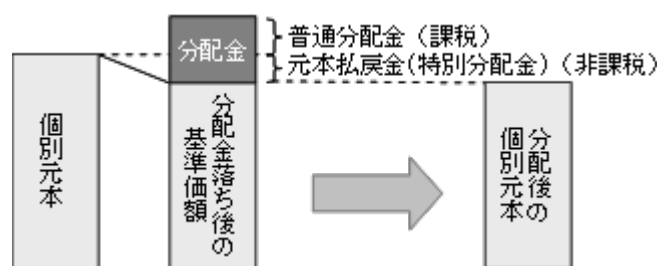 分配金
普通分配金（課税）
元本払戻金(特別分配金)（非課税）
個別元本
分配金落ち後の
基準価額
分配後の
個別元本